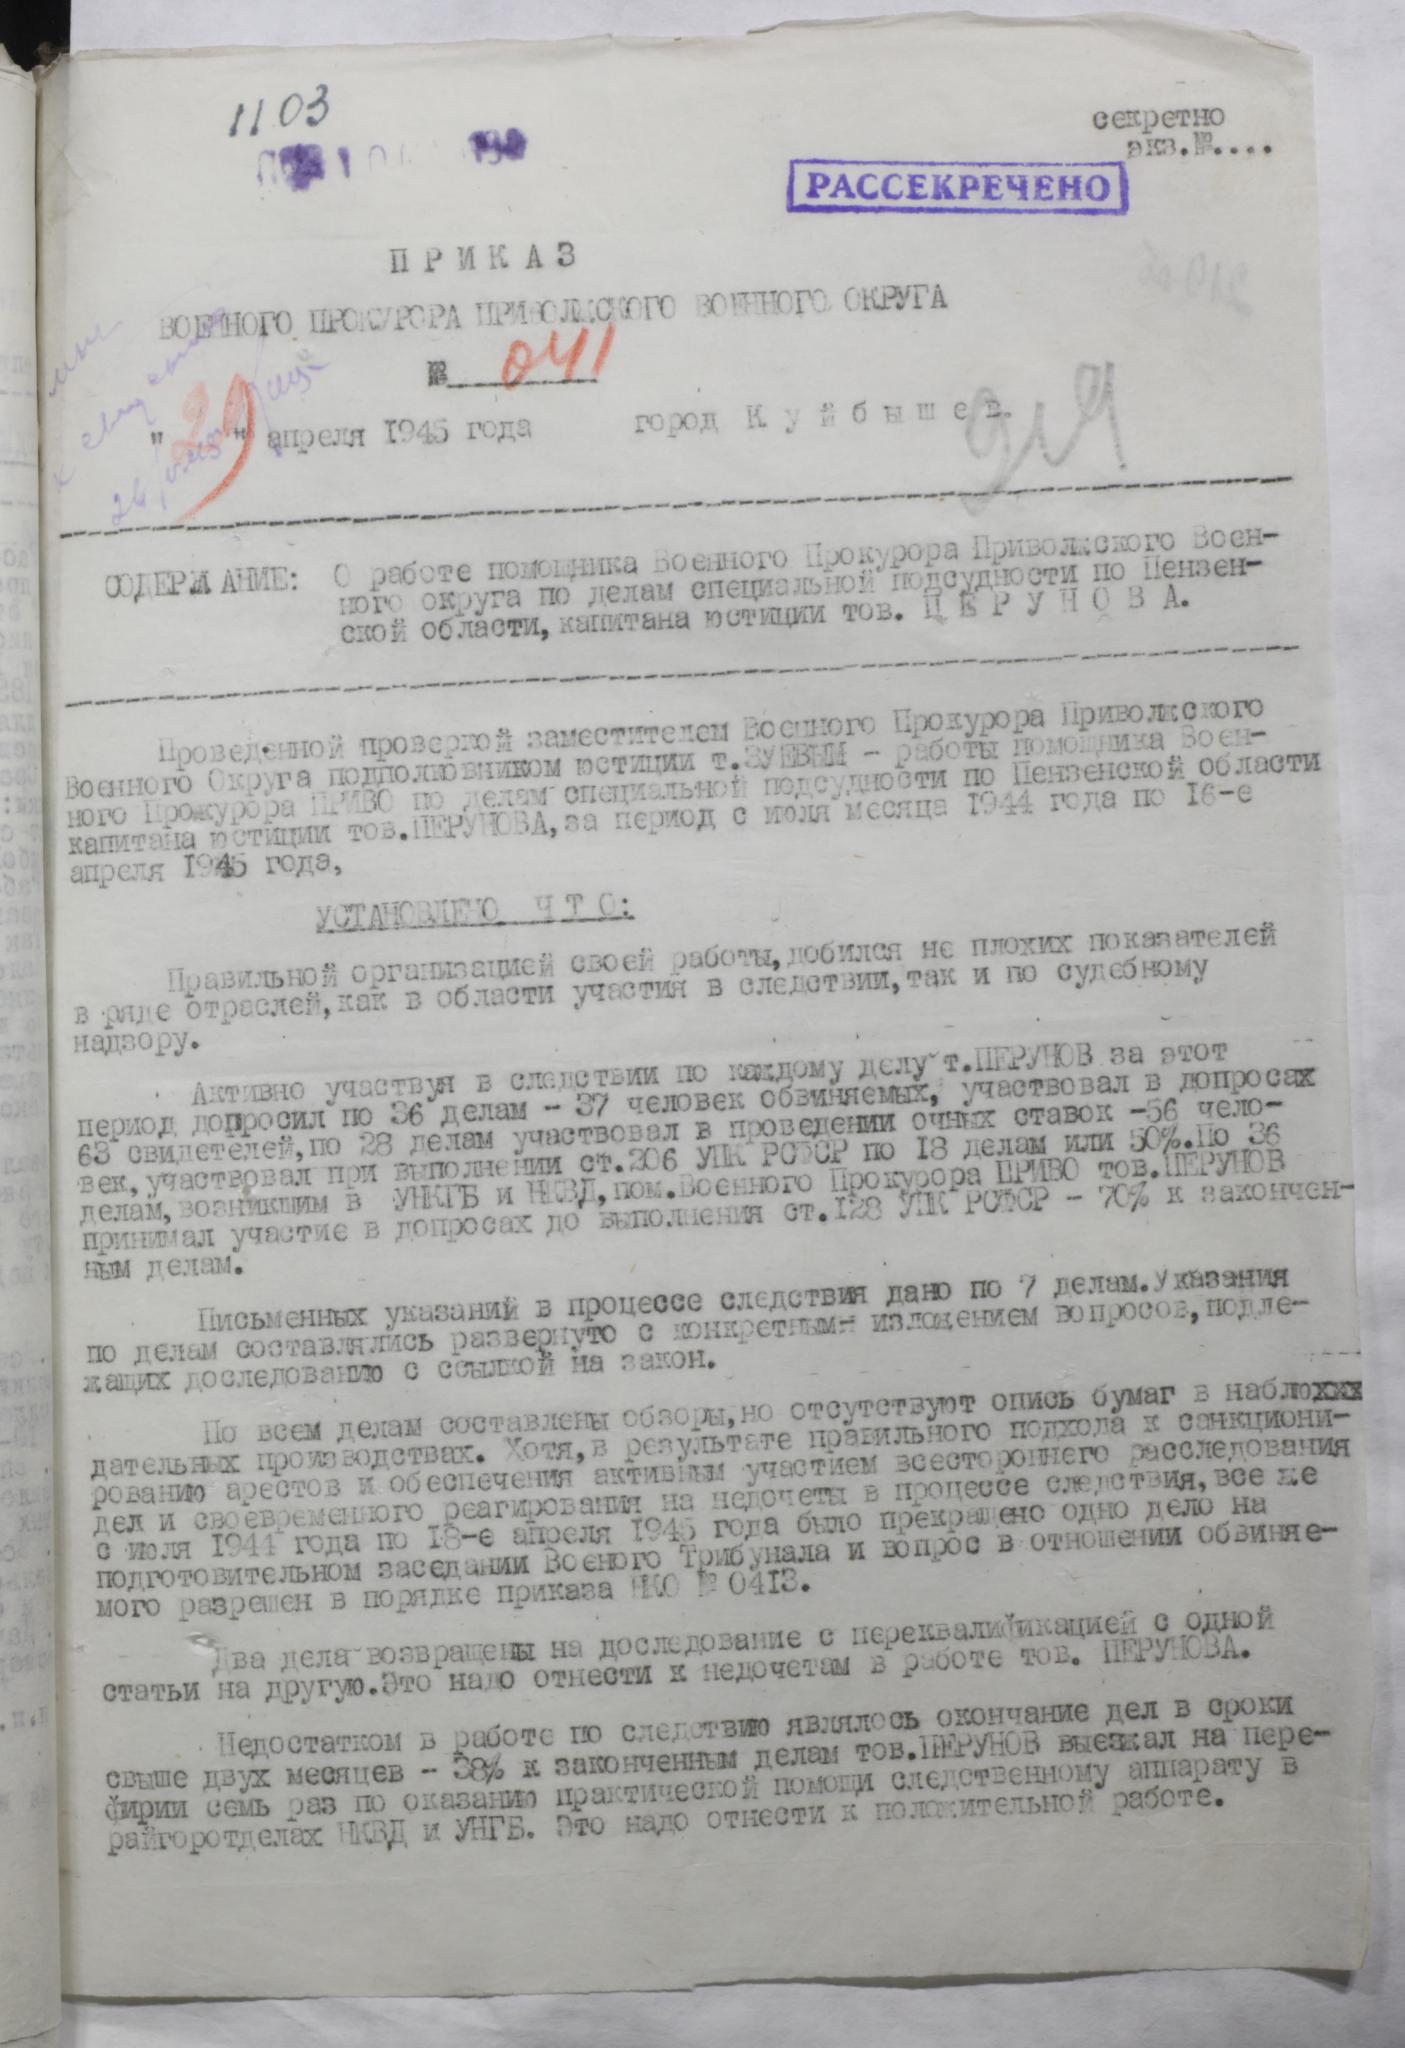 1103
секретно
экз.№....
РАССЕКРЕЧЕНО
П Р И К А З
ВОЕННОГО ПРОКУРОРА ПРИВОЛЖСКОГО ВОЕННОГО ОКРУГА
№ 041
"29" апреля 1945 года город К у й б ы ш е в.
СОДЕРЖАНИЕ: О работе помощника Военного Прокурора Приволжского Воен-
ного округа по делам специальной подсудности по Пензен-
ской области, капитана юстиции тов. П Е Р У Н О В А.
Проведенной проверкой заместителем Военного Прокурора Приволжского
Военного Округа подполковником юстиции т.ЗУЕВЫМ - работы помощника Воен-
ного Прокурора ПРИВО по делам специальной подсудности по Пензенской области
капитана юстиции тов.ПЕРУНОВА, за период с июля месяца 1944 года по 16-е
апреля 1945 года,
УСТАНОВЛЕНО Ч Т О:
Правильной организацией своей работы, добился не плохих показателей
в ряде отраслей, как в области участия в следствии, так и по судебному
надзору.
Активно участвуя в следствии по каждому делу т.ПЕРУНОВ за этот
период допросил по 36 делам - 37 человек обвиняемых, участвовал в допросах
63 свидетелей, по 28 делам участвовал в проведении очных ставок -56 чело-
век, участвовал при выполнении ст.206 УПК РСФСР по 18 делам или 50%.По 36
делам, возникшим в УНКГБ и НКВД, пом.Военного Прокурора ПРИВО тов.ПЕРУНОВ
принимал участие в допросах до выполнения ст.128 УПК РСФСР - 70% к закончен-
ным делам.
Письменных указаний в процессе следствия дано по 7 делам.Указания
по делам составлялись развернуто с конкретным- изложением вопросов, подле-
жащих доследованию с ссылкой на закон.
По всем делам составлены обзоры, но отсутствуют опись бумаг в наблюххх
дательных производствах. Хотя, в результате правильного подхода к санкциони-
рованию арестов и обеспечения активным участием всестороннего расследования
дел и своевременного реагирования на недочеты в процессе следствия, все же
с июля 1944 года по 18-е апреля 1945 года было прекращено одно дело на
подготовительном заседании Военого Трибунала и вопрос в отношении обвиняе-
мого разрешен в порядке приказа НКО № 0413.
Два дела возвращены на доследование с переквалификацией с одной
статьи на другую.Это надо отнести к недочетам в работе тов. ПЕРУНОВА.
Недостатком в работе по следствию являлось окончание дел в сроки
свыше двух месяцев - 38% к законченным делам тов.ПЕРУНОВ выезжал на пере-
фирии семь раз по оказанию практической помощи следственному аппарату в
райгоротделах НКВД и УНГБ. Это надо отнести к положительной работе.